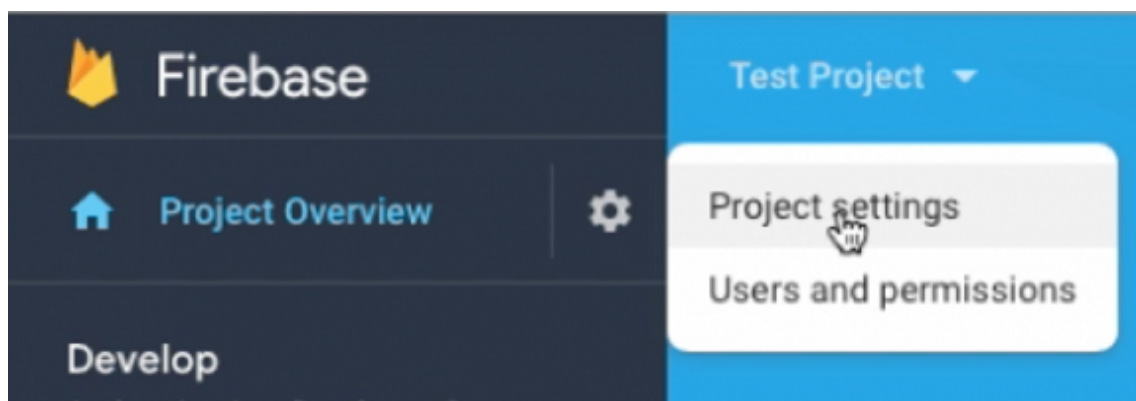 Firebase
Test Project
Project Overview
Project settings
Users and permissions
Develop